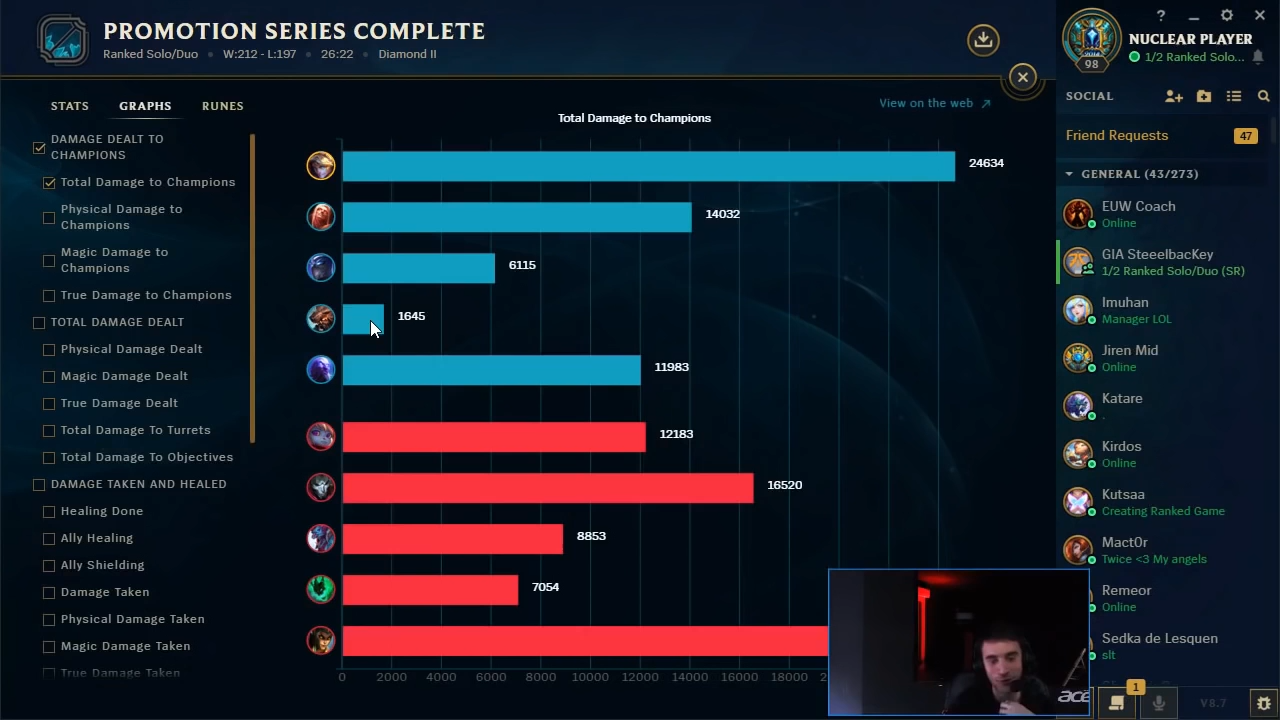 PROMOTION SERIES COMPLETE
Ranked Solo/Duo • W:212 - L:197 • 26:22 • Diamond II
98
NUCLEAR PLAYER
1/2 Ranked Solo...
STATS
GRAPHS
RUNES
View on the web
DAMAGE DEALT TO
CHAMPIONS
Total Damage to Champions
Physical Damage to
Champions
Magic Damage to
Champions
True Damage to Champions
TOTAL DAMAGE DEALT
Physical Damage Dealt
Magic Damage Dealt
True Damage Dealt
Total Damage To Turrets
Total Damage To Objectives
DAMAGE TAKEN AND HEALED
Healing Done
Ally Healing
Ally Shielding
Damage Taken
Physical Damage Taken
Magic Damage Taken
True Damage Taken
Total Damage to Champions
24634
14032
6115
1645
11983
12183
16520
8853
7054
0 2000 4000 6000 8000 10000 12000 14000 16000 18000
SOCIAL
Friend Requests 47
GENERAL (43/273)
EUW Coach
Online
GIA SteeelbacKey
1/2 Ranked Solo/Duo (SR)
Imuhan
Manager LOL
Jiren Mid
Online
Katare
.
Kirdos
Online
Kutsaa
Creating Ranked Game
Mact0r
Twice <3 My angels
Remeor
Online
Sedka de Lesquen
slt
1
V8.7